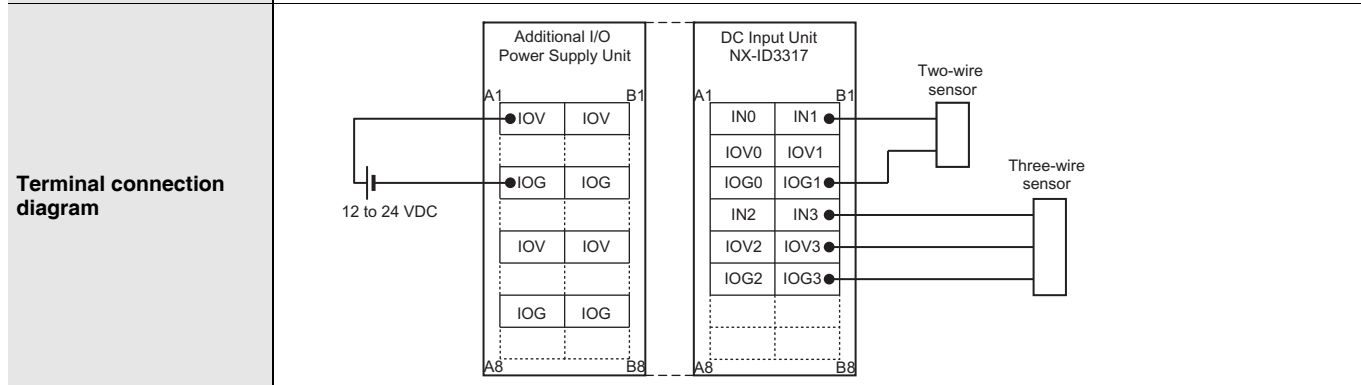 Terminal connection
diagram
Additional I/O
Power Supply Unit
A1 B1
IOV IOV
IOG IOG
IOV IOV
IOG IOG
A8 B8
12 to 24 VDC
DC Input Unit
NX-ID3317
A1 B1
IN0 IN1
IOV0 IOV1
IOG0 IOG1
IN2 IN3
IOV2 IOV3
IOG2 IOG3
A8 B8
Two-wire
sensor
Three-wire
sensor